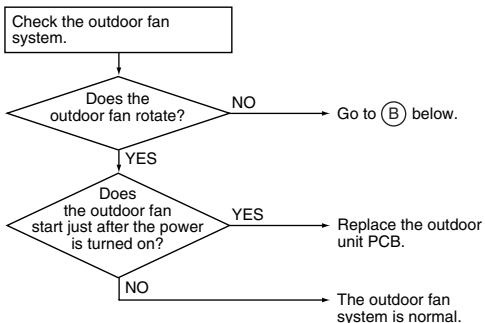 Check the outdoor fan
system.
Does the
outdoor fan rotate?
NO
Go to B below.
YES
Does
the outdoor fan
start just after the power
is turned on?
YES
Replace the outdoor
unit PCB.
NO
The outdoor fan
system is normal.